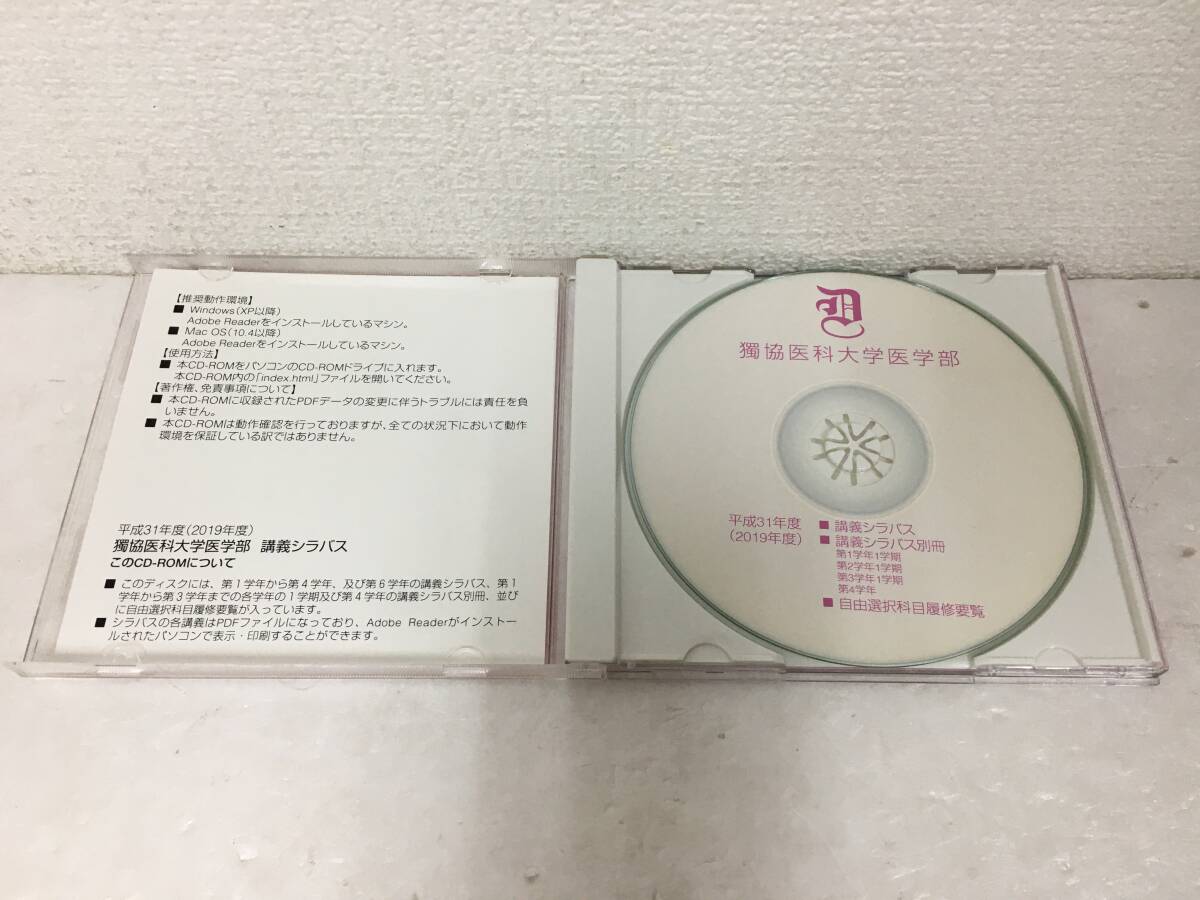 【推奨動作環境】
■ Windows(XP以降)
Adobe Readerをインストールしているマシン。
■ Mac OS(10.4以降)
Adobe Readerをインストールしているマシン。
【使用方法】
■ 本CD-ROMをパソコンのCD-ROMドライブに入れます。
本CD-ROM内の「index.html」ファイルを開いてください。
【著作権、免責事項について】
■ 本CD-ROMに収録されたPDFデータの変更に伴うトラブルには責任を負
いません。
■ 本CD-ROMは動作確認を行っておりますが、全ての状況下において動作
環境を保証している訳ではありません。
平成31年度(2019年度)
獨協医科大学医学部 講義シラバス
このCD-ROMについて
■ このディスクには、第1学年から第4学年、及び第6学年の講義シラバス、第1
学年から第3学年までの各学年の1学期及び第4学年の講義シラバス別冊、並び
に自由選択科目履修要覧が入っています。
■ シラバスの各講義はPDFファイルになっており、Adobe Readerがインストー
ルされたパソコンで表示・印刷することができます。
D
獨協医科大学医学部
平成31年度
(2019年度)
■ 講義シラバス
■ 講義シラバス別冊
第1学年1学期
第2学年1学期
第3学年1学期
第4学年
■ 自由選択科目履修要覧